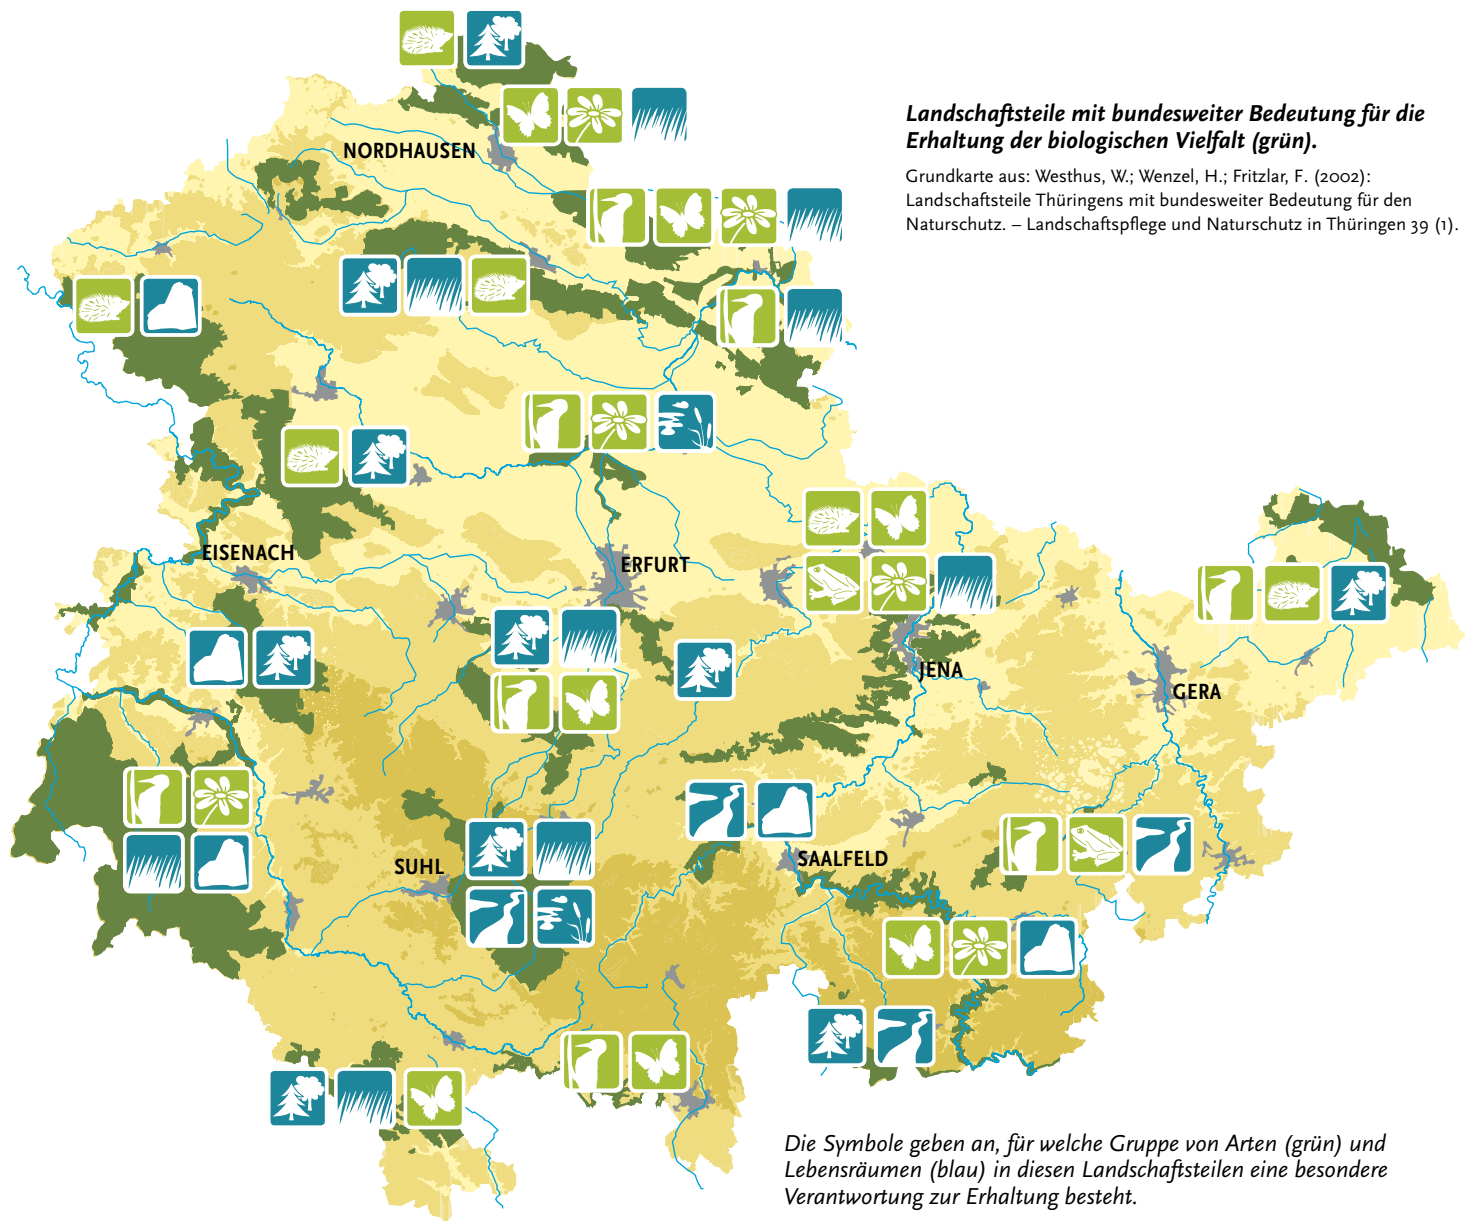 Landschaftsteile mit bundesweiter Bedeutung für die
Erhaltung der biologischen Vielfalt (grün).
Grundkarte aus: Westhus, W.; Wenzel, H.; Fritzlar, F. (2002):
Landschaftsteile Thüringens mit bundesweiter Bedeutung für den
Naturschutz. – Landschaftspflege und Naturschutz in Thüringen 39 (1).
NORDHAUSEN
EISENACH
ERFURT
JENA
GERA
SAALFELD
SUHL
Die Symbole geben an, für welche Gruppe von Arten (grün) und
Lebensräumen (blau) in diesen Landschaftsteilen eine besondere
Verantwortung zur Erhaltung besteht.